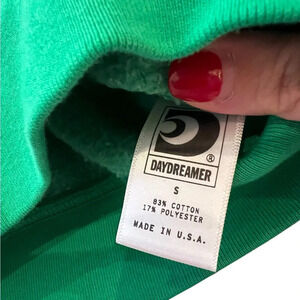 ®
DAYDREAMER
S
83% COTTON
17% POLYESTER
MADE IN U.S.A.